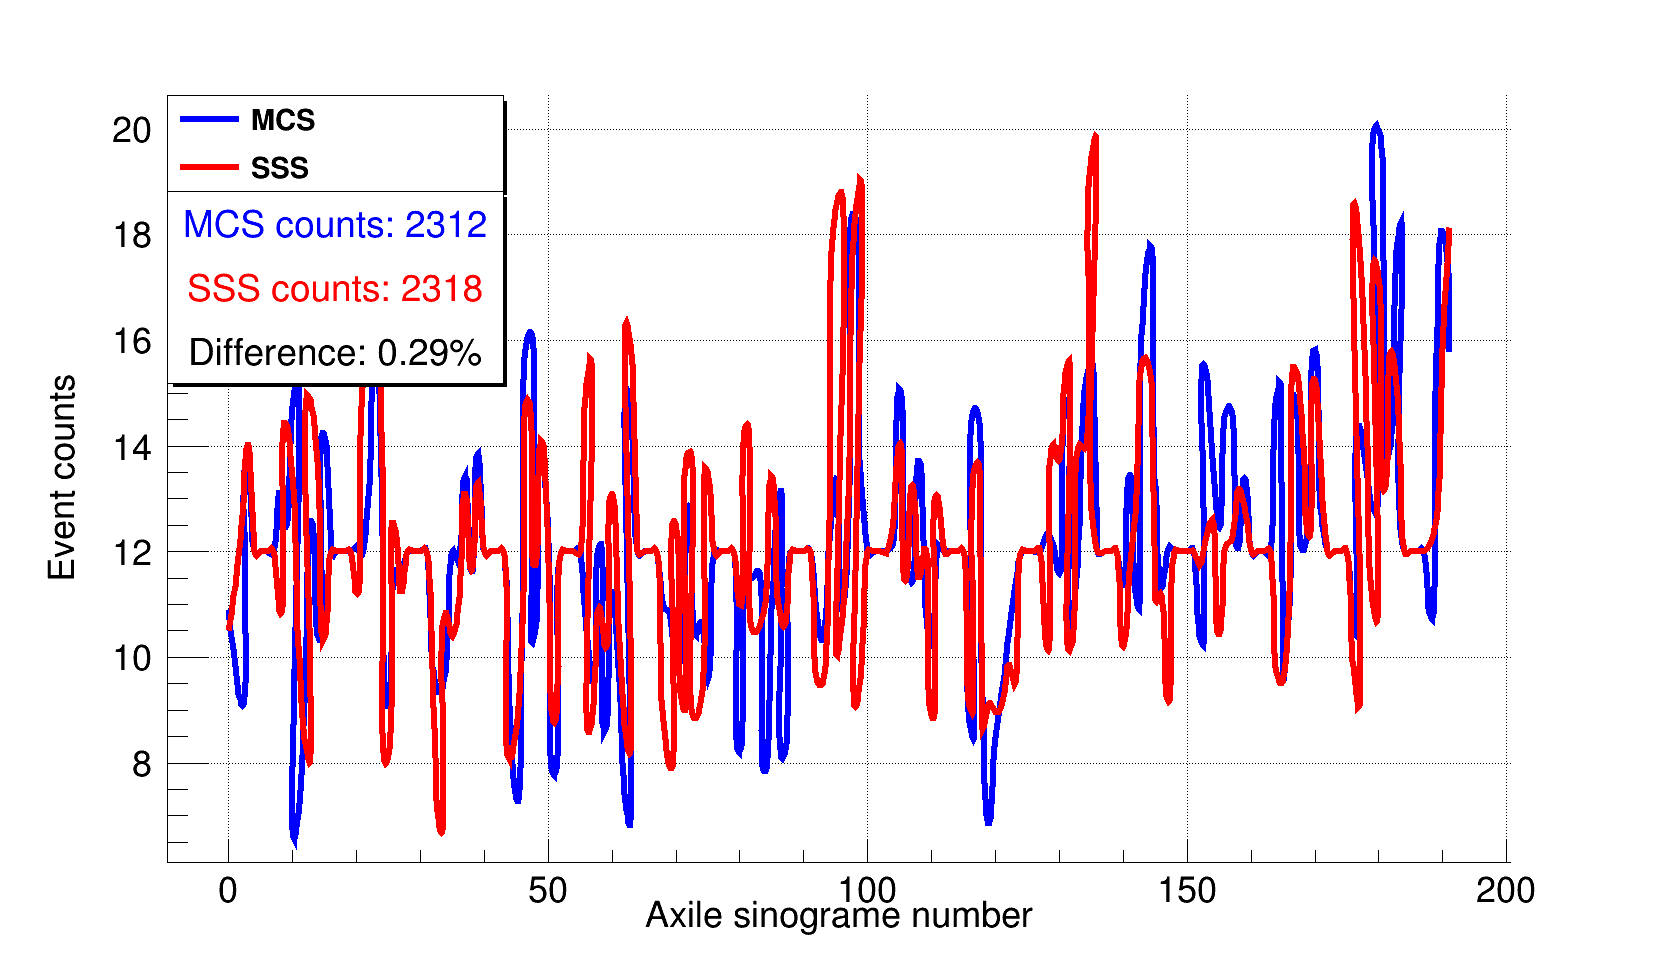 MCS
SSS
MCS counts: 2312
SSS counts: 2318
Difference: 0.29%
Event counts
20
18
16
14
12
10
8
0 50 100 150 200
Axile sinograme number